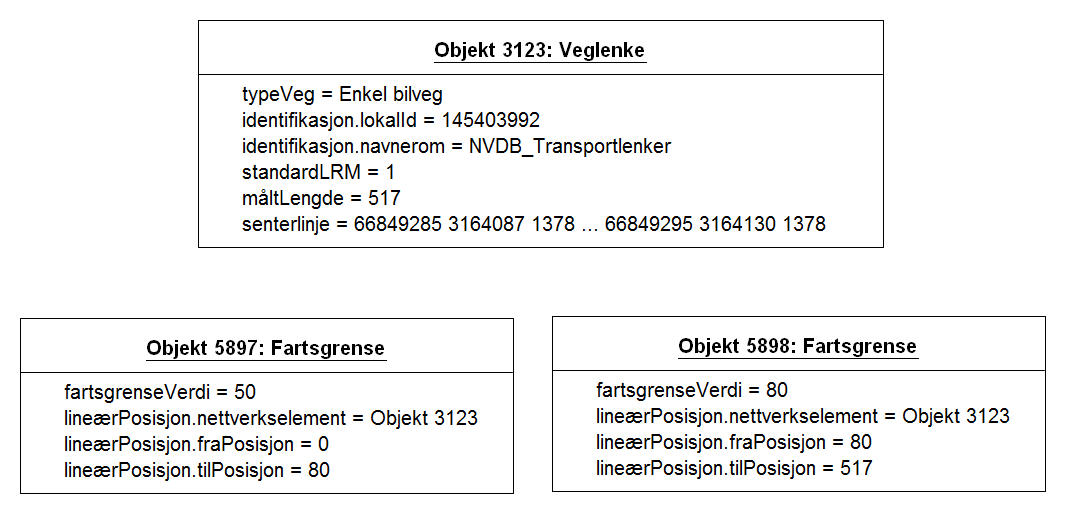 Objekt 3123: Veglenke
typeVeg = Enkel bilveg
identifikasjon.lokalId = 145403992
identifikasjon.navnerom = NVDB_Transportlenker
standardLRM = 1
måltLengde = 517
senterlinje = 66849285 3164087 1378 ... 66849295 3164130 1378
Objekt 5897: Fartsgrense
fartsgrenseVerdi = 50
lineærPosisjon.nettverkselement = Objekt 3123
lineærPosisjon.fraPosisjon = 0
lineærPosisjon.tilPosisjon = 80
Objekt 5898: Fartsgrense
fartsgrenseVerdi = 80
lineærPosisjon.nettverkselement = Objekt 3123
lineærPosisjon.fraPosisjon = 80
lineærPosisjon.tilPosisjon = 517